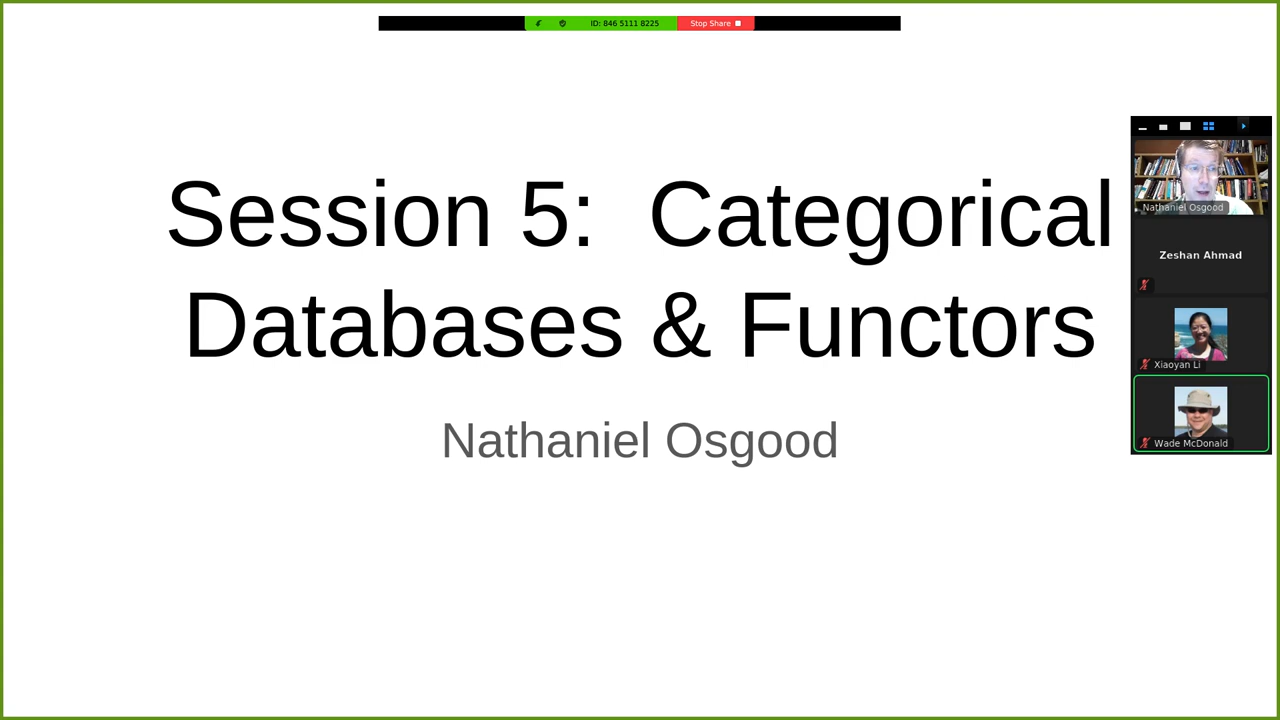 ID: 846 5111 8225 Stop Share
Session 5: Categorical
Databases & Functors
Nathaniel Osgood
Nathaniel Osgood
Zeshan Ahmad
Xiaoyan Li
Wade McDonald